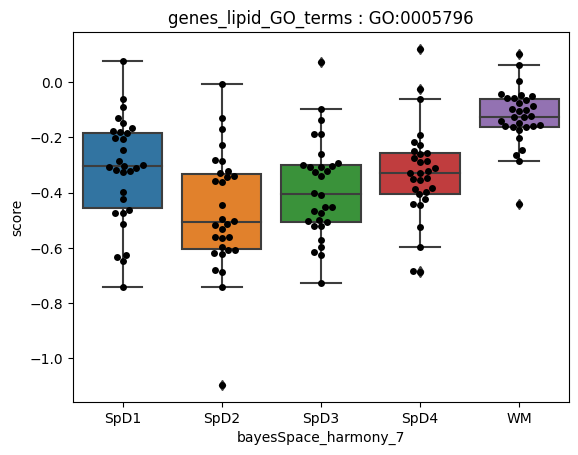 genes_lipid_GO_terms : GO:0005796
score
0.0
−0.2
−0.4
−0.6
−0.8
−1.0
SpD1 SpD2 SpD3 SpD4 WM
bayesSpace_harmony_7